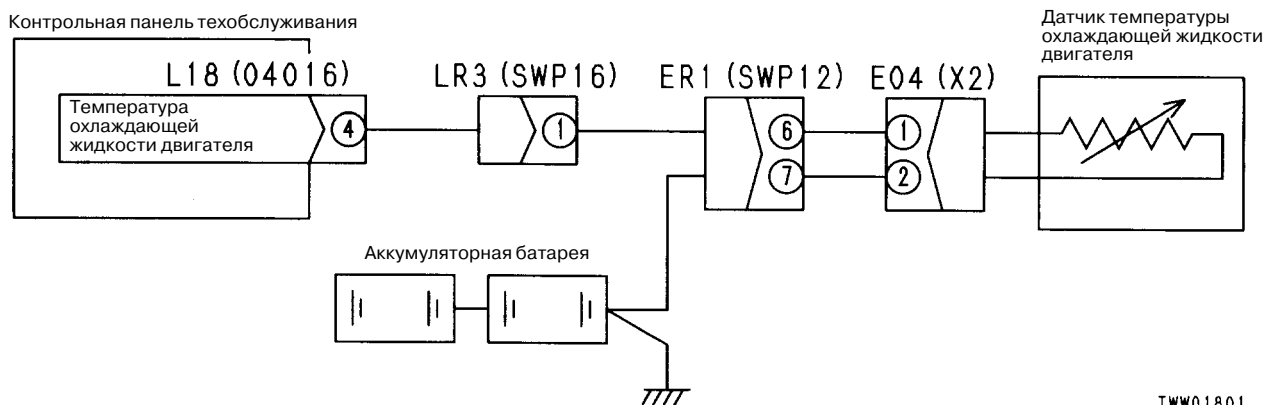 Контрольная панель техобслуживания
Датчик температуры
охлаждающей жидкости
двигателя
L18 (04016)
LR3 (SWP16)
ER1 (SWP12)
E04 (X2)
Температура
охлаждающей
жидкости двигателя
4
1
6
1
7
2
Аккумуляторная батарея
TWW01801